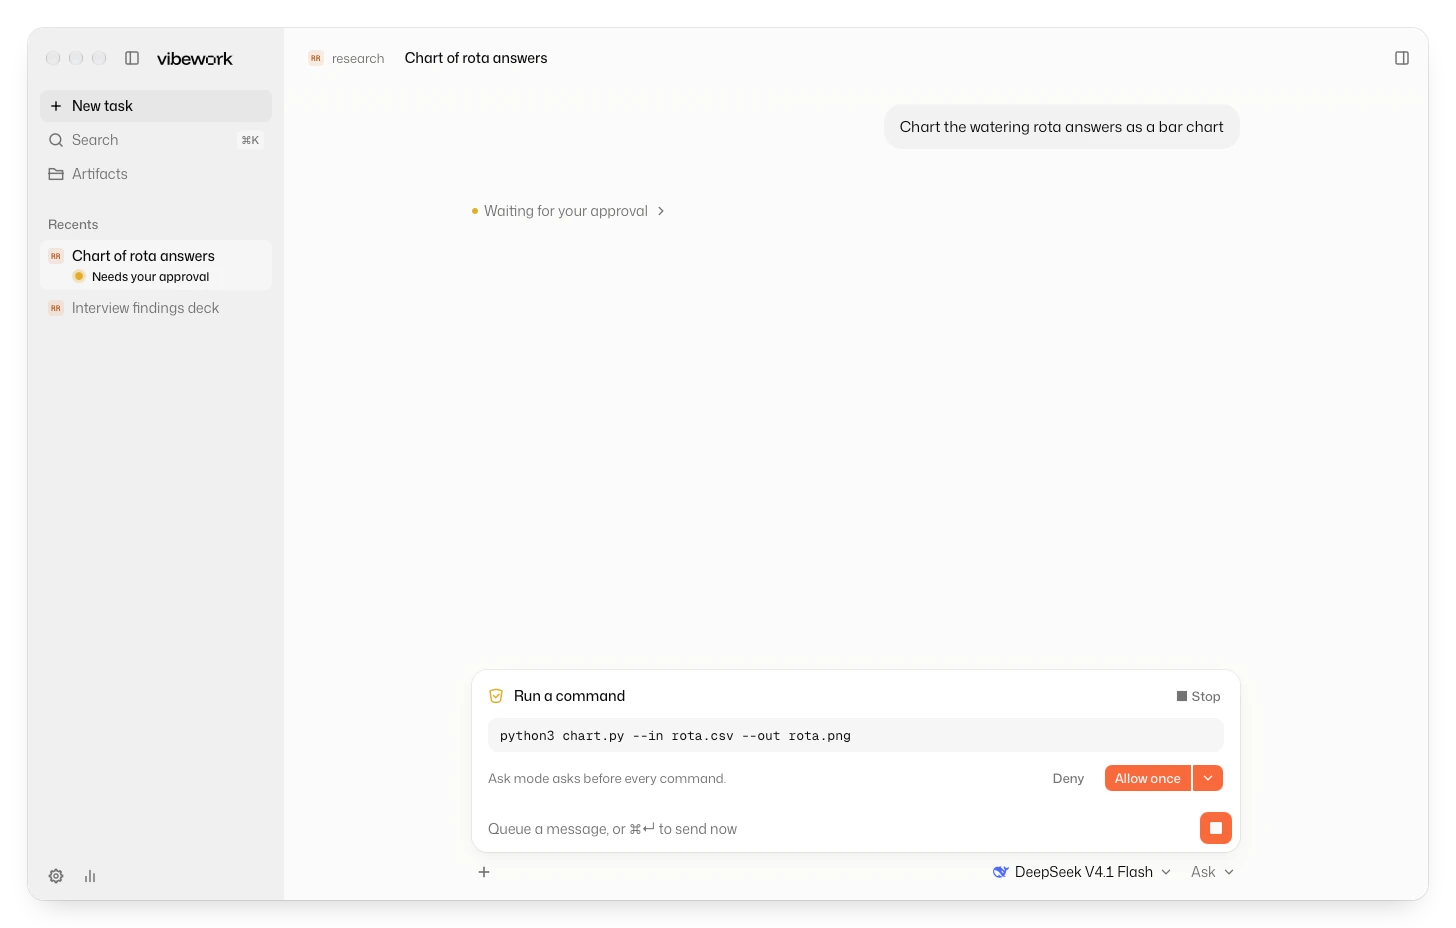 vibework
New task
Search ⌘K
Artifacts
Recents
RR Chart of rota answers
Needs your approval
RR Interview findings deck
RR research Chart of rota answers
Chart the watering rota answers as a bar chart
Waiting for your approval
Run a command
Stop
python3 chart.py --in rota.csv --out rota.png
Ask mode asks before every command.
Deny
Allow once
Queue a message, or ⌘↵ to send now
DeepSeek V4.1 Flash
Ask